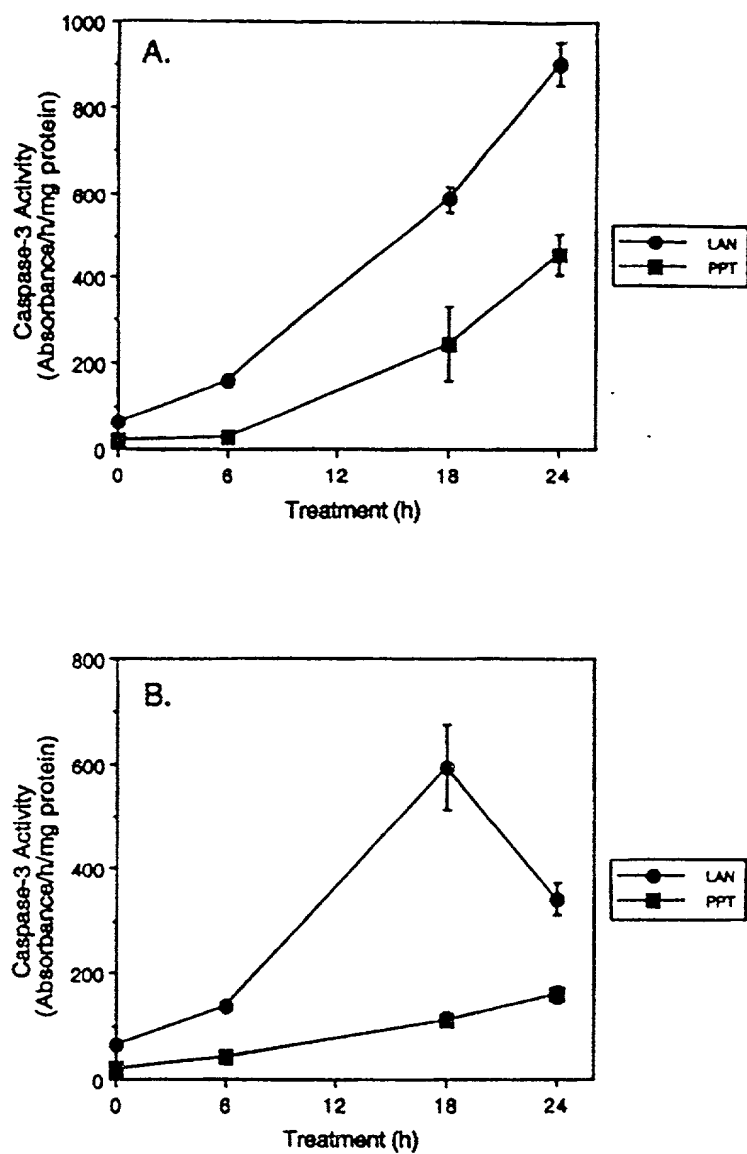 A.
Caspase-3 Activity
(Absorbance/h/mg protein)
1000
800
600
400
200
0
0 6 12 18 24
Treatment (h)
LAN
PPT
B.
Caspase-3 Activity
(Absorbance/h/mg protein)
800
600
400
200
0
0 6 12 18 24
Treatment (h)
LAN
PPT